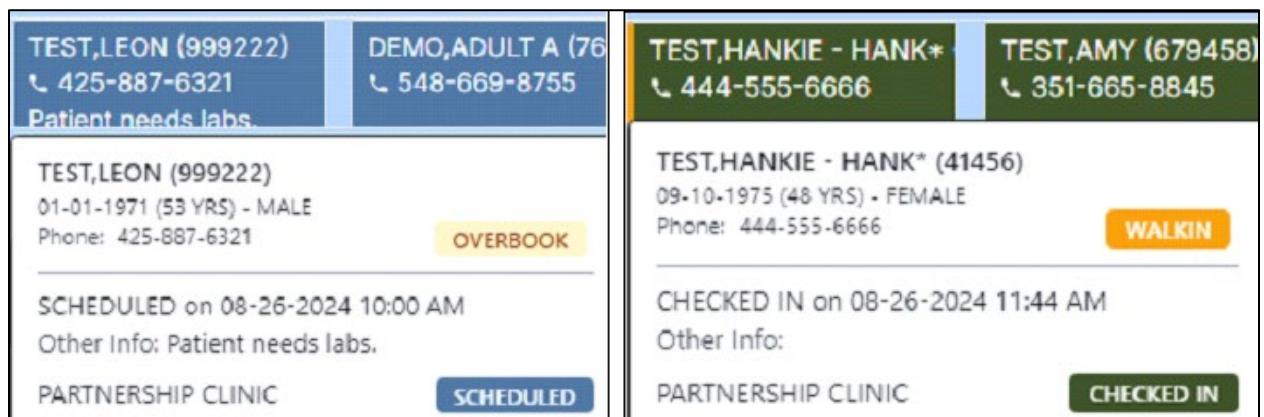 TEST,LEON (999222)
425-887-6321
Patient needs labs.
DEMO,ADULT A (76
548-669-8755
TEST,LEON (999222)
01-01-1971 (53 YRS) - MALE
Phone: 425-887-6321
OVERBOOK
SCHEDULED on 08-26-2024 10:00 AM
Other Info: Patient needs labs.
PARTNERSHIP CLINIC
SCHEDULED
TEST,HANKIE - HANK*
444-555-6666
TEST,AMY (679458)
351-665-8845
TEST,HANKIE - HANK* (41456)
09-10-1975 (48 YRS) - FEMALE
Phone: 444-555-6666
WALKIN
CHECKED IN on 08-26-2024 11:44 AM
Other Info:
PARTNERSHIP CLINIC
CHECKED IN